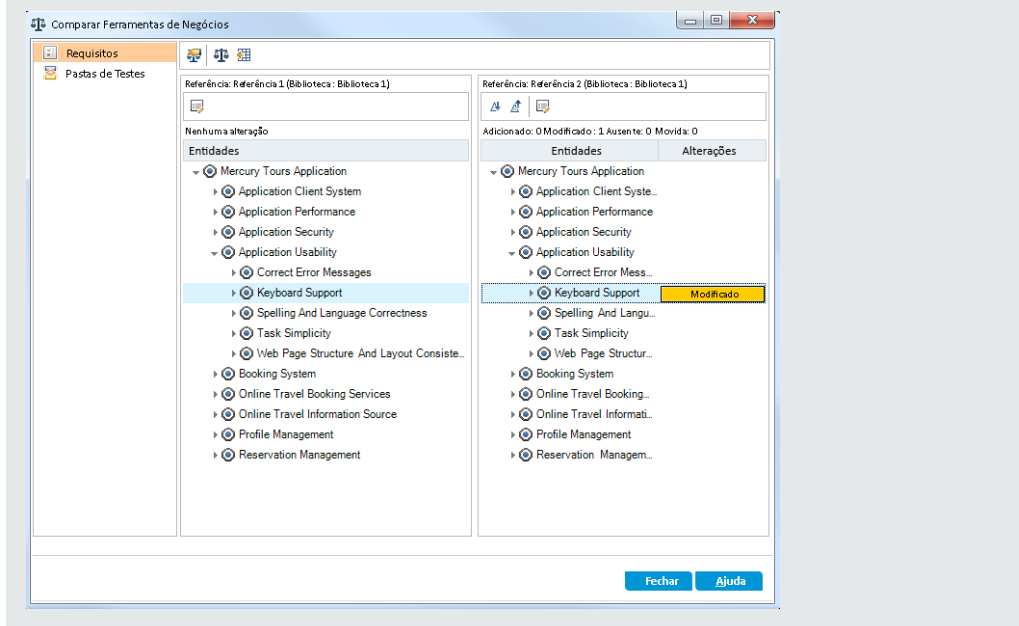 Comparar Ferramentas de Negócios
Requisitos
Pastas de Testes
Referência: Referência 1 (Biblioteca : Biblioteca 1)
Nenhuma alteração
Entidades
Mercury Tours Application
Application Client System
Application Performance
Application Security
Application Usability
Correct Error Messages
Keyboard Support
Spelling And Language Correctness
Task Simplicity
Web Page Structure And Layout Consiste...
Booking System
Online Travel Booking Services
Online Travel Information Source
Profile Management
Reservation Management
Referência: Referência 2 (Biblioteca : Biblioteca 1)
Adicionado: 0 Modificado : 1 Ausente: 0 Movida: 0
Entidades Alterações
Mercury Tours Application
Application Client Syste...
Application Performance
Application Security
Application Usability
Correct Error Mess...
Keyboard Support Modificado
Spelling And Langu...
Task Simplicity
Web Page Structur...
Booking System
Online Travel Booking...
Online Travel Informati...
Profile Management
Reservation Managem...
Fechar Ajuda